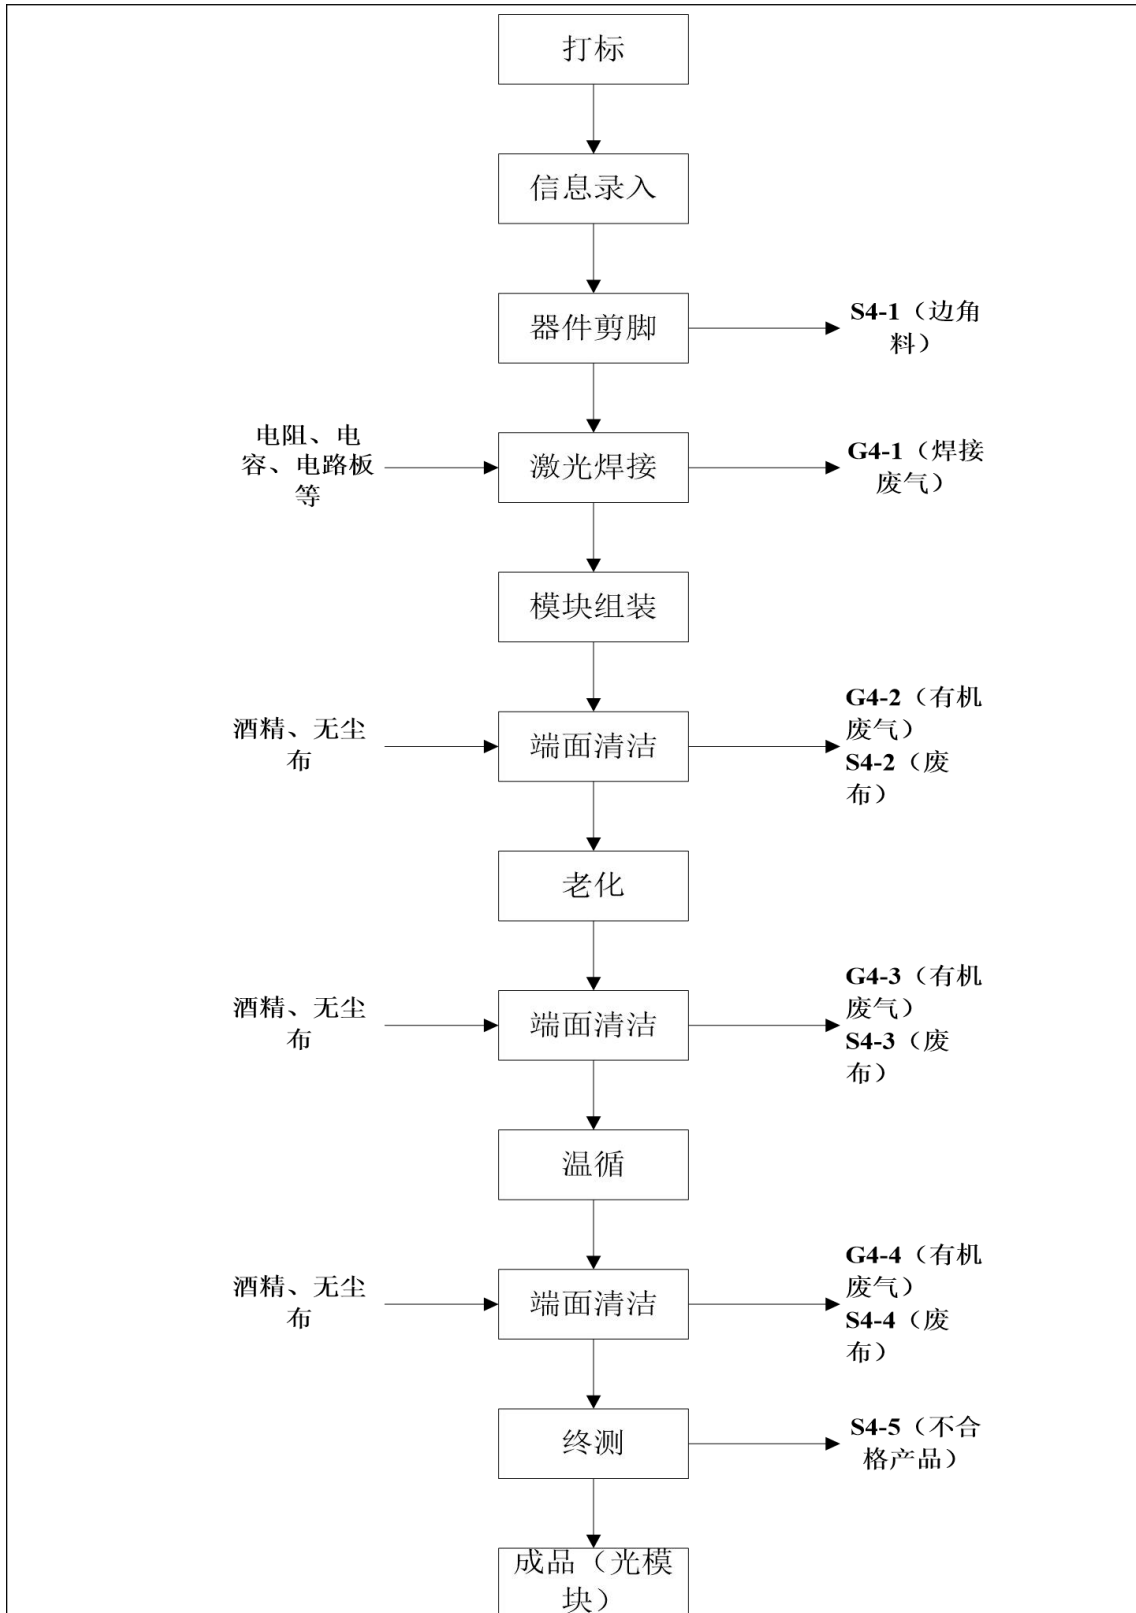 打标
信息录入
器件剪脚
S4-1（边角
料）
电阻、电
容、电路板
等
激光焊接
G4-1（焊接
废气）
模块组装
酒精、无尘
布
端面清洁
G4-2（有机
废气）
S4-2（废
布）
老化
酒精、无尘
布
端面清洁
G4-3（有机
废气）
S4-3（废
布）
温循
酒精、无尘
布
端面清洁
G4-4（有机
废气）
S4-4（废
布）
终测
S4-5（不合
格产品）
成品（光模
块）